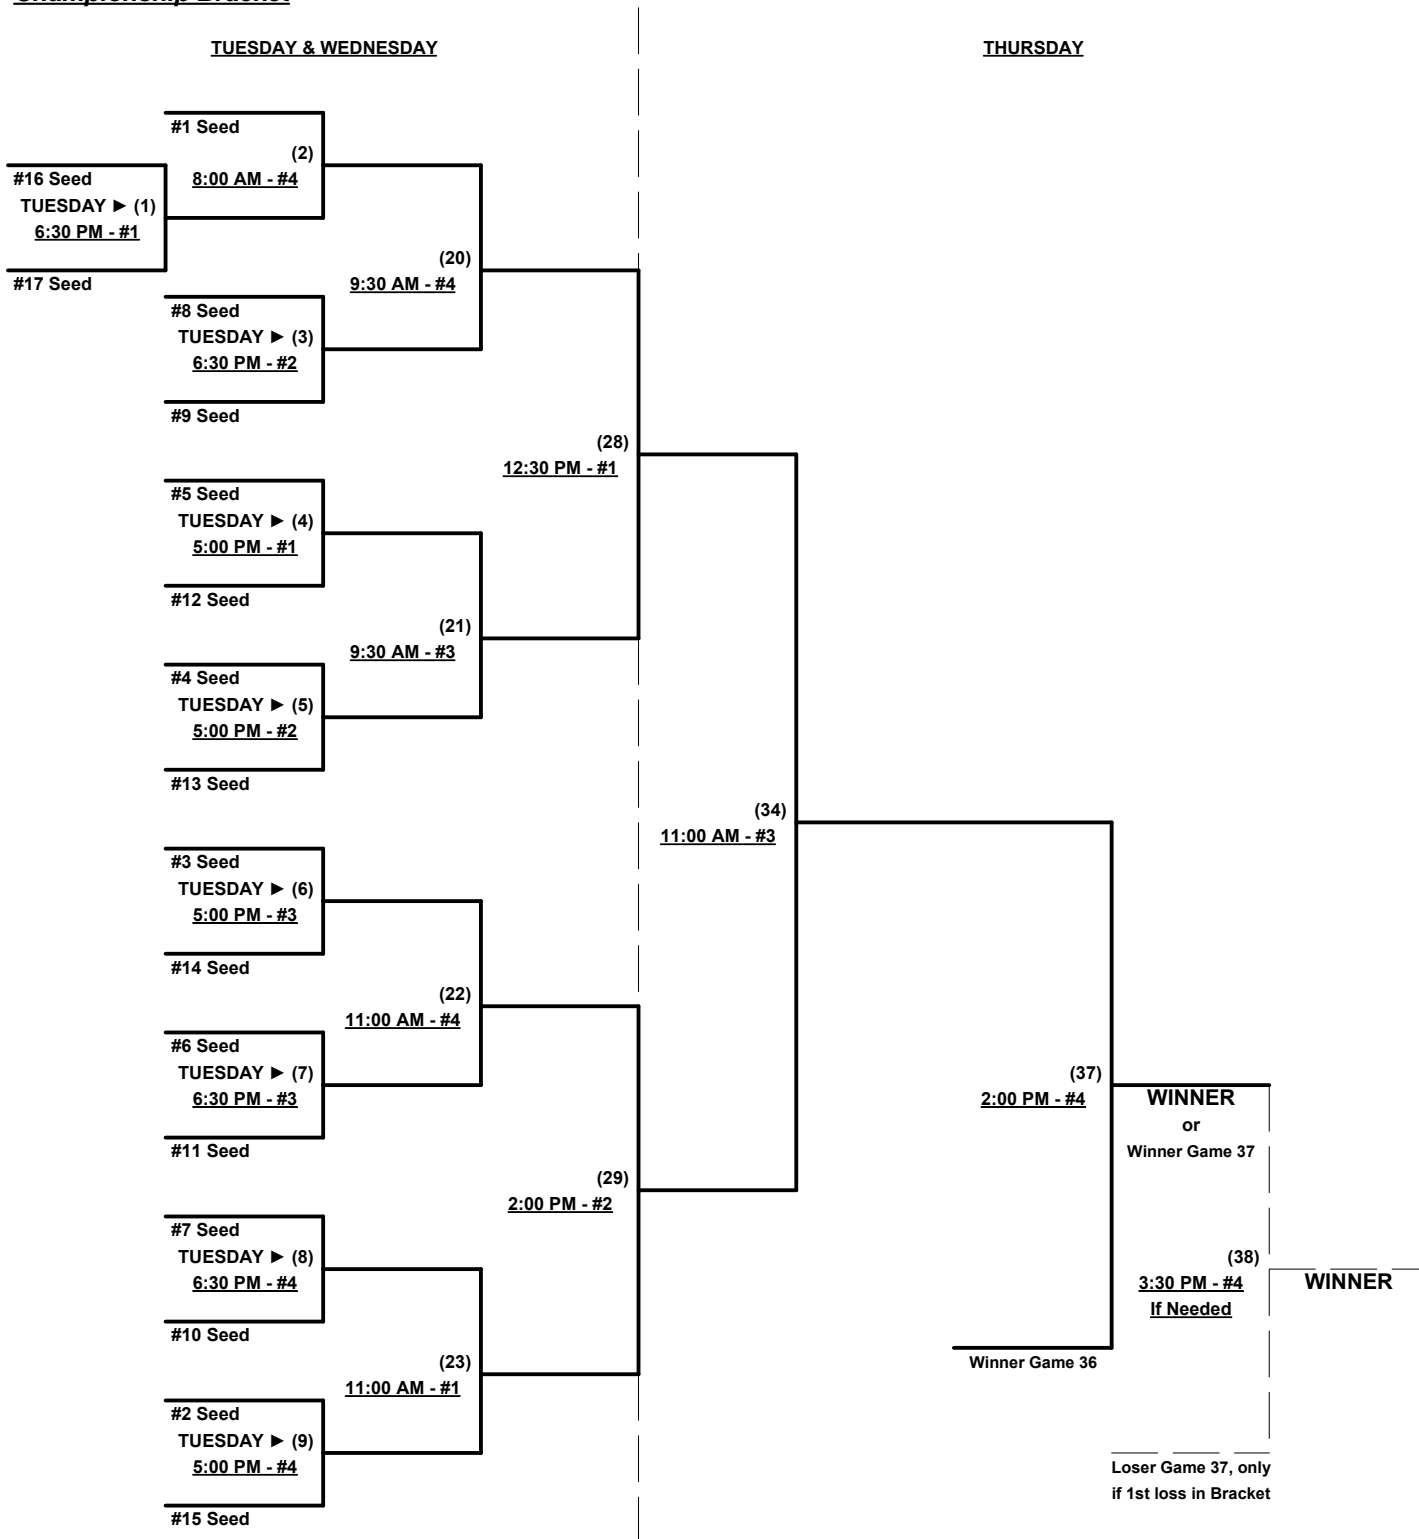 Championship Bracket
TUESDAY & WEDNESDAY
THURSDAY
#1 Seed
(2)
8:00 AM - #4
#16 Seed
TUESDAY ► (1)
6:30 PM - #1
#17 Seed
(20)
9:30 AM - #4
#8 Seed
TUESDAY ► (3)
6:30 PM - #2
#9 Seed
(28)
12:30 PM - #1
#5 Seed
TUESDAY ► (4)
5:00 PM - #1
#12 Seed
(21)
9:30 AM - #3
#4 Seed
TUESDAY ► (5)
5:00 PM - #2
#13 Seed
(34)
11:00 AM - #3
#3 Seed
TUESDAY ► (6)
5:00 PM - #3
#14 Seed
(22)
11:00 AM - #4
#6 Seed
TUESDAY ► (7)
6:30 PM - #3
#11 Seed
(37)
2:00 PM - #4
WINNER
or
Winner Game 37
(29)
2:00 PM - #2
#7 Seed
TUESDAY ► (8)
6:30 PM - #4
#10 Seed
(38)
3:30 PM - #4
If Needed
WINNER
Winner Game 36
(23)
11:00 AM - #1
#2 Seed
TUESDAY ► (9)
5:00 PM - #4
#15 Seed
Loser Game 37, only
if 1st loss in Bracket